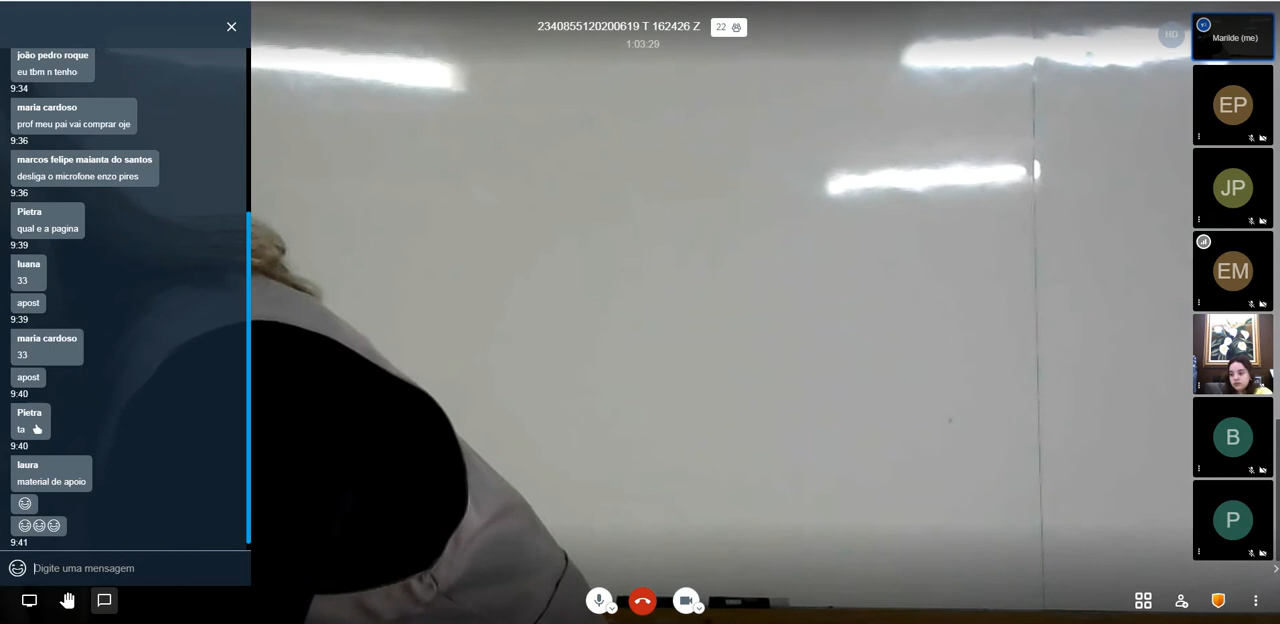 joão pedro roque
eu tbm n tenho
9:34
maria cardoso
prof meu pai vai comprar oje
9:36
marcos felipe maianta do santos
desliga o microfone enzo pires
9:36
Pietra
qual e a pagina
9:39
luana
33
apost
9:39
maria cardoso
33
apost
9:40
Pietra
ta
9:40
laura
material de apoio
9:41
Digite uma mensagem
2340855120200619 T 162426 Z
22
1:03:29
HD
Marilde (me)
EP
JP
EM
B
P